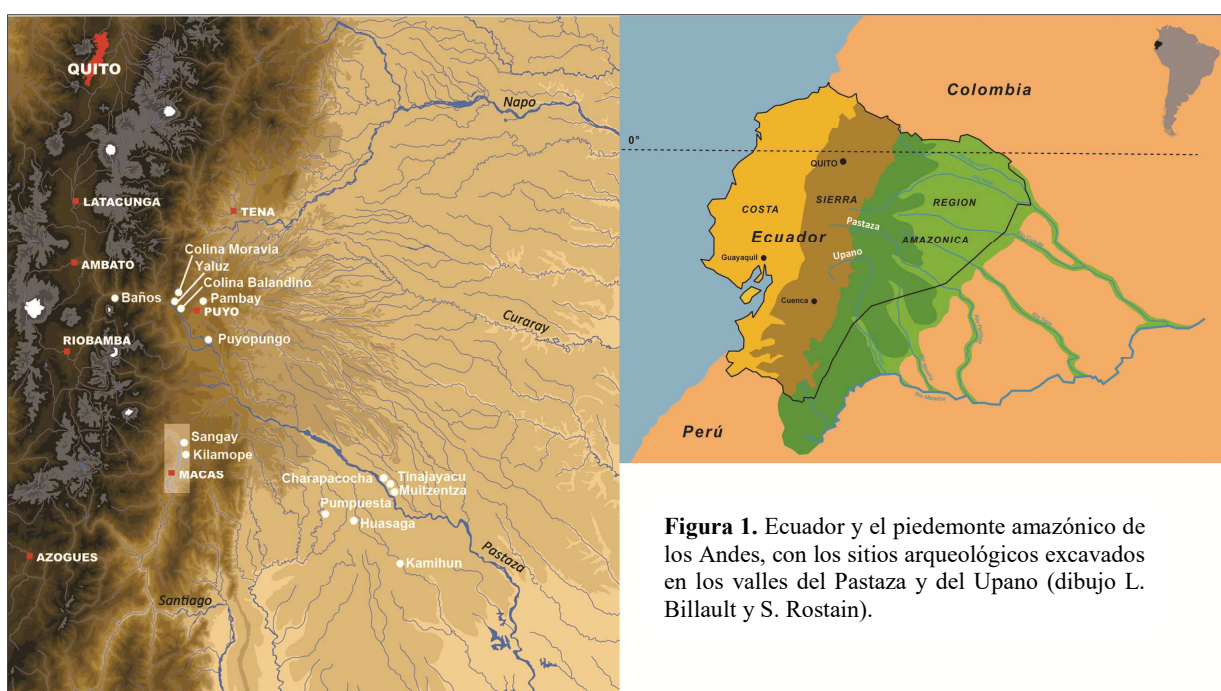 QUITO
Napo
LATACUNGA
TENA
Colina Moravia
Yaluz
Colina Balandino
AMBATO
Baños
Pambay
PUYO
Curaray
RIOBAMBA
Puyopungo
Sangay
Kilamope
MACAS
Charapacocha
Tinajayacu
Muitzentza
Pumpuesta
Huasaga
AZOGUES
Kamihun
Pastaza
Santiago
Colombia
0°
QUITO
SIERRA
COSTA
REGION
Pastaza
Ecuador
AMAZONICA
Guayaquil
Upano
Cuenca
Perú
Figura 1. Ecuador y el piedemonte amazónico de
los Andes, con los sitios arqueológicos excavados
en los valles del Pastaza y del Upano (dibujo L.
Billault y S. Rostain).